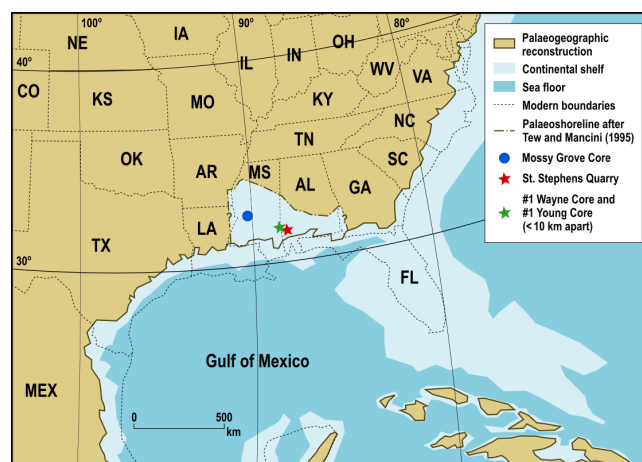 100°
90°
80°
NE
IA
IL
IN
OH
40°
CO
KS
MO
WV
VA
KY
NC
OK
TN
AR
SC
MS
AL
GA
LA
TX
30°
FL
Gulf of Mexico
MEX
0
500
km
Palaeogeographic
reconstruction
Continental shelf
Sea floor
Modern boundaries
Palaeoshoreline after
Tew and Mancini (1995)
Mossy Grove Core
St. Stephens Quarry
#1 Wayne Core and
#1 Young Core
(<10 km apart)